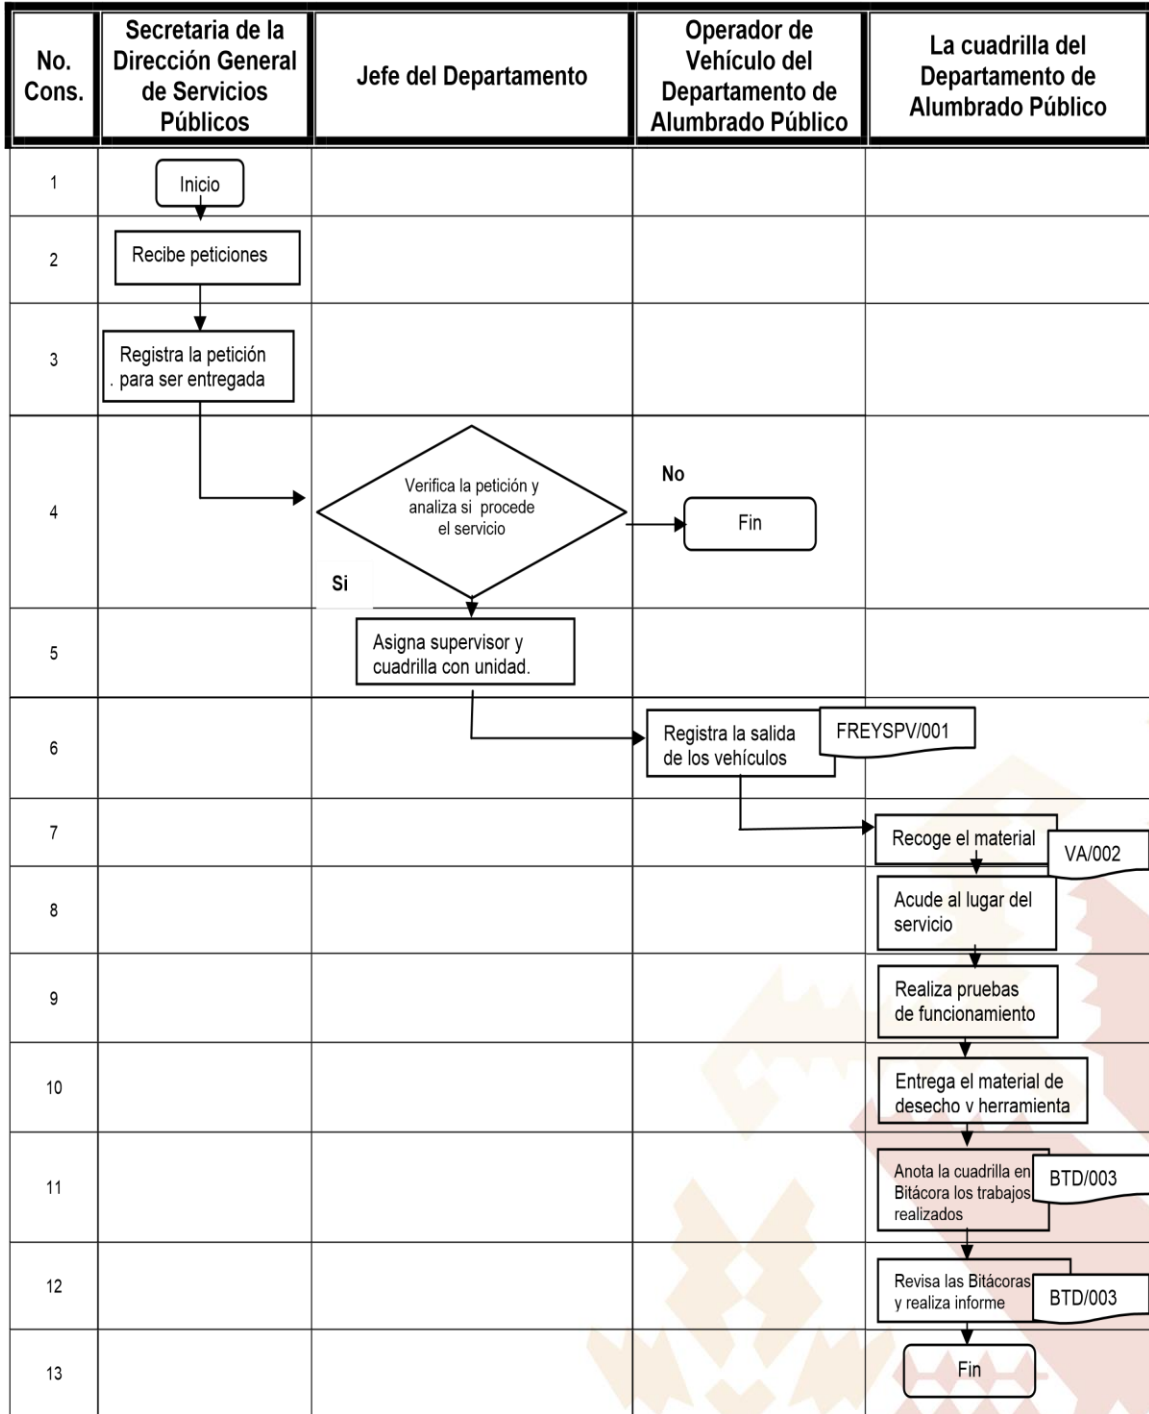 No.
Cons.
Secretaria de la
Dirección General
de Servicios
Públicos
Jefe del Departamento
Operador de
Vehículo del
Departamento de
Alumbrado Público
La cuadrilla del
Departamento de
Alumbrado Público
1
Inicio
2
Recibe peticiones
3
Registra la petición
. para ser entregada
4
Verifica la petición y
analiza si procede
el servicio
No
Fin
Si
5
Asigna supervisor y
cuadrilla con unidad.
6
Registra la salida
de los vehículos
FREYSPV/001
7
Recoge el material
VA/002
8
Acude al lugar del
servicio
9
Realiza pruebas
de funcionamiento
10
Entrega el material de
desecho y herramienta
11
Anota la cuadrilla en
Bitácora los trabajos
realizados
BTD/003
12
Revisa las Bitácoras
y realiza informe
BTD/003
13
Fin